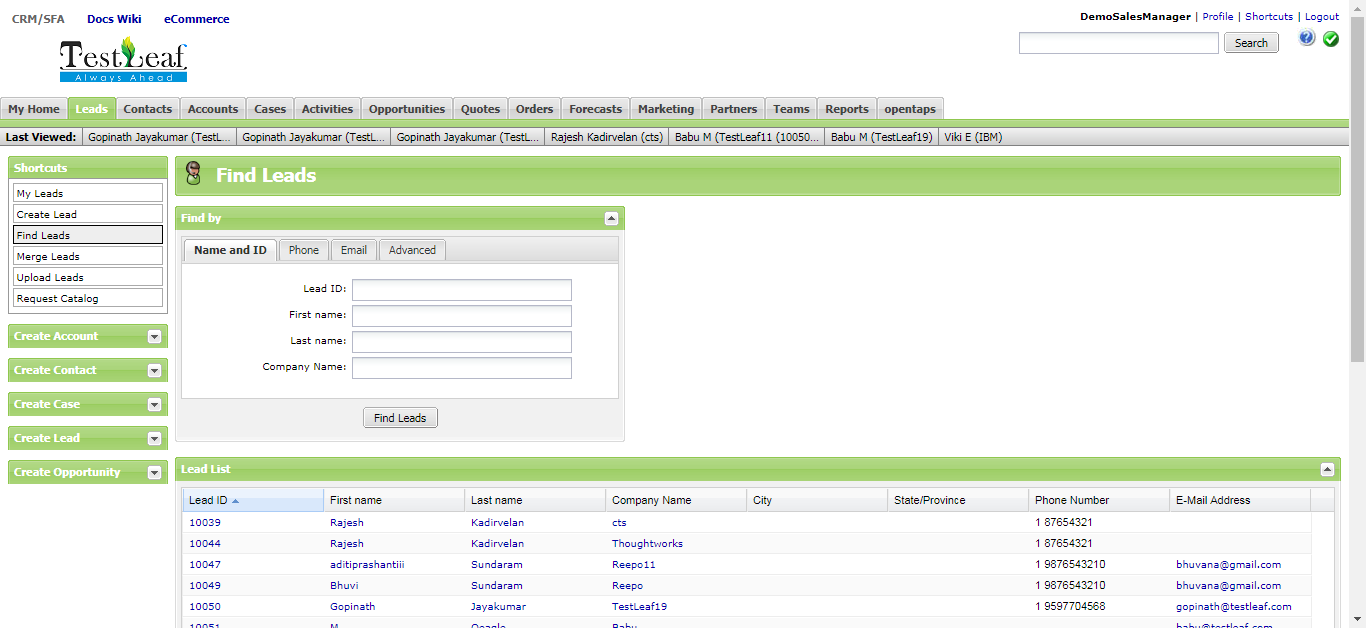 CRM/SFA Docs Wiki eCommerce
DemoSalesManager | Profile | Shortcuts | Logout
TestLeaf
Always Ahead
Search
My Home Leads Contacts Accounts Cases Activities Opportunities Quotes Orders Forecasts Marketing Partners Teams Reports opentaps
Last Viewed: Gopinath Jayakumar (TestL... Gopinath Jayakumar (TestL... Gopinath Jayakumar (TestL... Rajesh Kadirvelan (cts) Babu M (TestLeaf11 (10050... Babu M (TestLeaf19) Viki E (IBM)
Shortcuts
My Leads
Create Lead
Find Leads
Merge Leads
Upload Leads
Request Catalog
Create Account
Create Contact
Create Case
Create Lead
Create Opportunity
Find Leads
Find by
Name and ID Phone Email Advanced
Lead ID:
First name:
Last name:
Company Name:
Find Leads
Lead List
Lead ID First name Last name Company Name City State/Province Phone Number E-Mail Address
10039 Rajesh Kadirvelan cts 1 87654321
10044 Rajesh Kadirvelan Thoughtworks 1 87654321
10047 aditiprashantiii Sundaram Reepo11 1 9876543210 bhuvana@gmail.com
10049 Bhuvi Sundaram Reepo 1 9876543210 bhuvana@gmail.com
10050 Gopinath Jayakumar TestLeaf19 1 9597704568 gopinath@testleaf.com
10051 M Babu babu@testleaf.com